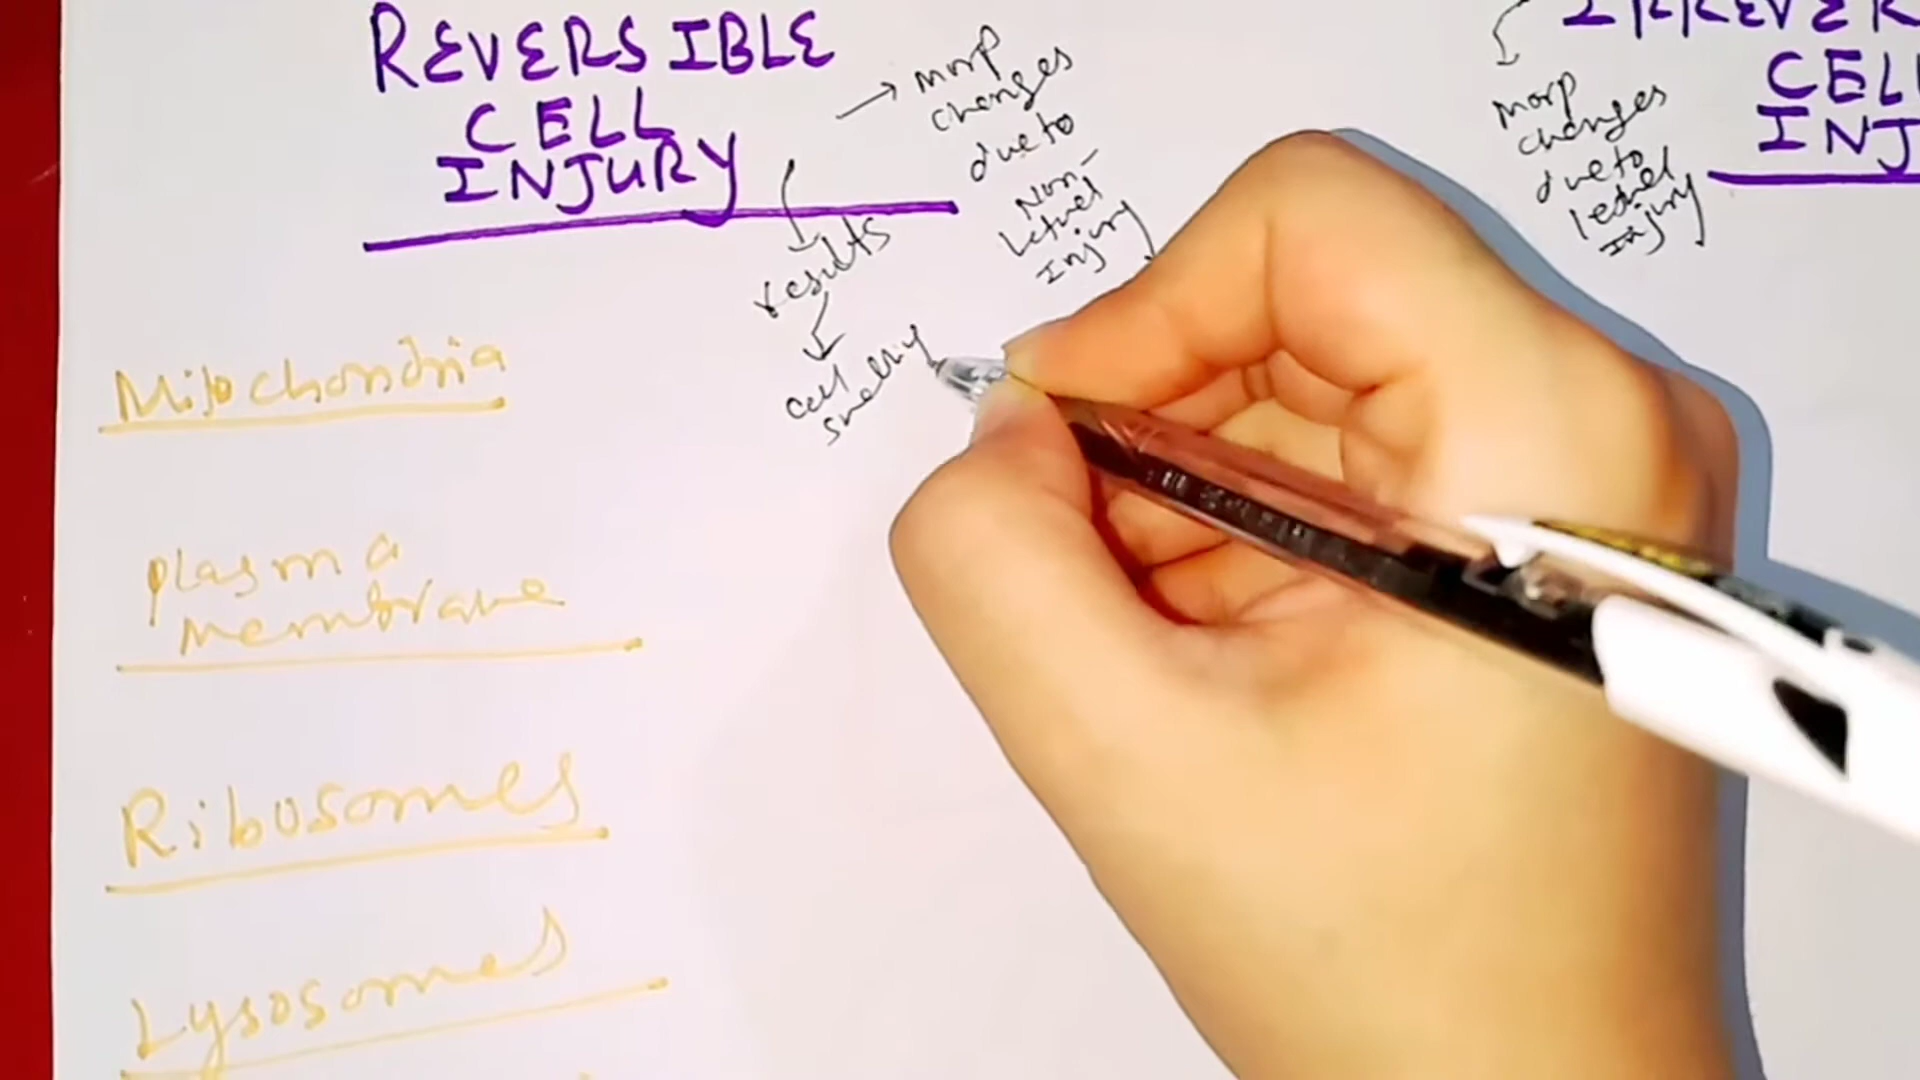 REVERSIBLE
CELL
INJURY
→ morp
changes
due to
Non-
Lethal
Injury
results
cell
swelling
IRREVER
CELL
INJ
morp
changes
due to
lethal
Injury
Mitochondria
plasma
membrane
Ribosomes
Lysosomes